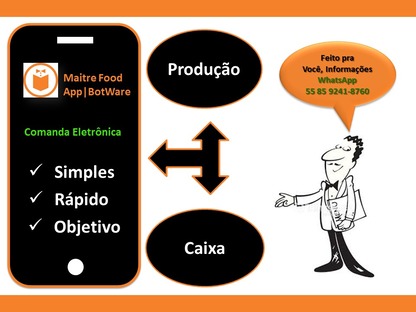 Maitre Food
App|BotWare
Comanda Eletrônica
✓ Simples
✓ Rápido
✓ Objetivo
Produção
Caixa
Feito pra
Você, Informações
WhatsApp
55 85 9241-8760